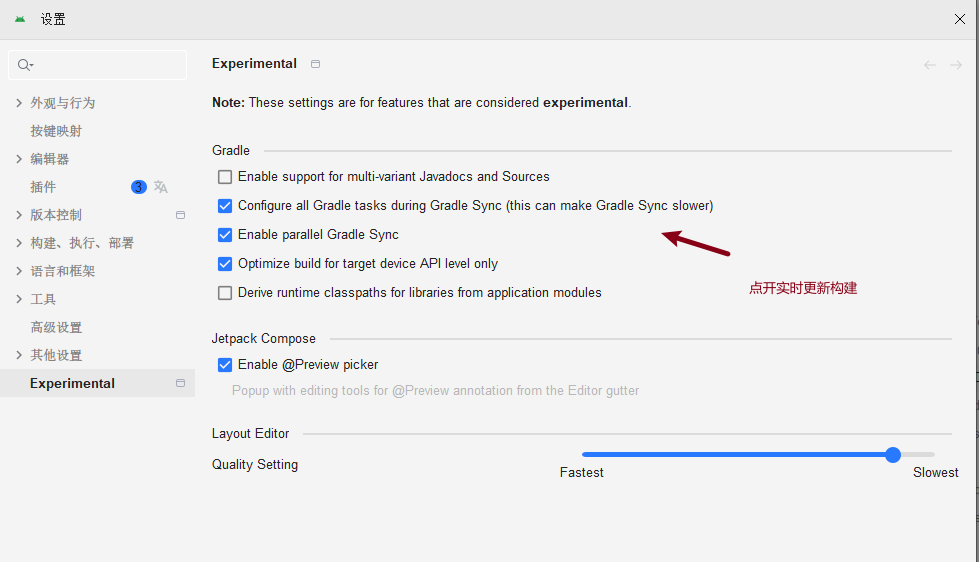 设置
外观与行为
按键映射
编辑器
插件 3
版本控制
构建、执行、部署
语言和框架
工具
高级设置
其他设置
Experimental
Experimental
Note: These settings are for features that are considered experimental.
Gradle
Enable support for multi-variant Javadocs and Sources
Configure all Gradle tasks during Gradle Sync (this can make Gradle Sync slower)
Enable parallel Gradle Sync
Optimize build for target device API level only
点开实时更新构建
Derive runtime classpaths for libraries from application modules
Jetpack Compose
Enable @Preview picker
Popup with editing tools for @Preview annotation from the Editor gutter
Layout Editor
Quality Setting
Fastest Slowest